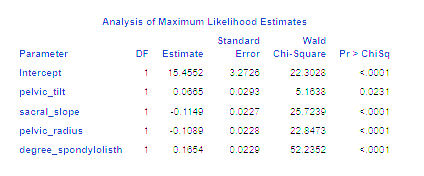 Analysis of Maximum Likelihood Estimates
Standard Wald
Parameter DF Estimate Error Chi-Square Pr > ChiSq
Intercept 1 15.4552 3.2726 22.3028 <.0001
pelvic_tilt 1 0.0665 0.0293 5.1638 0.0231
sacral_slope 1 -0.1149 0.0227 25.7239 <.0001
pelvic_radius 1 -0.1089 0.0228 22.8473 <.0001
degree_spondylolisth 1 0.1654 0.0229 52.2352 <.0001